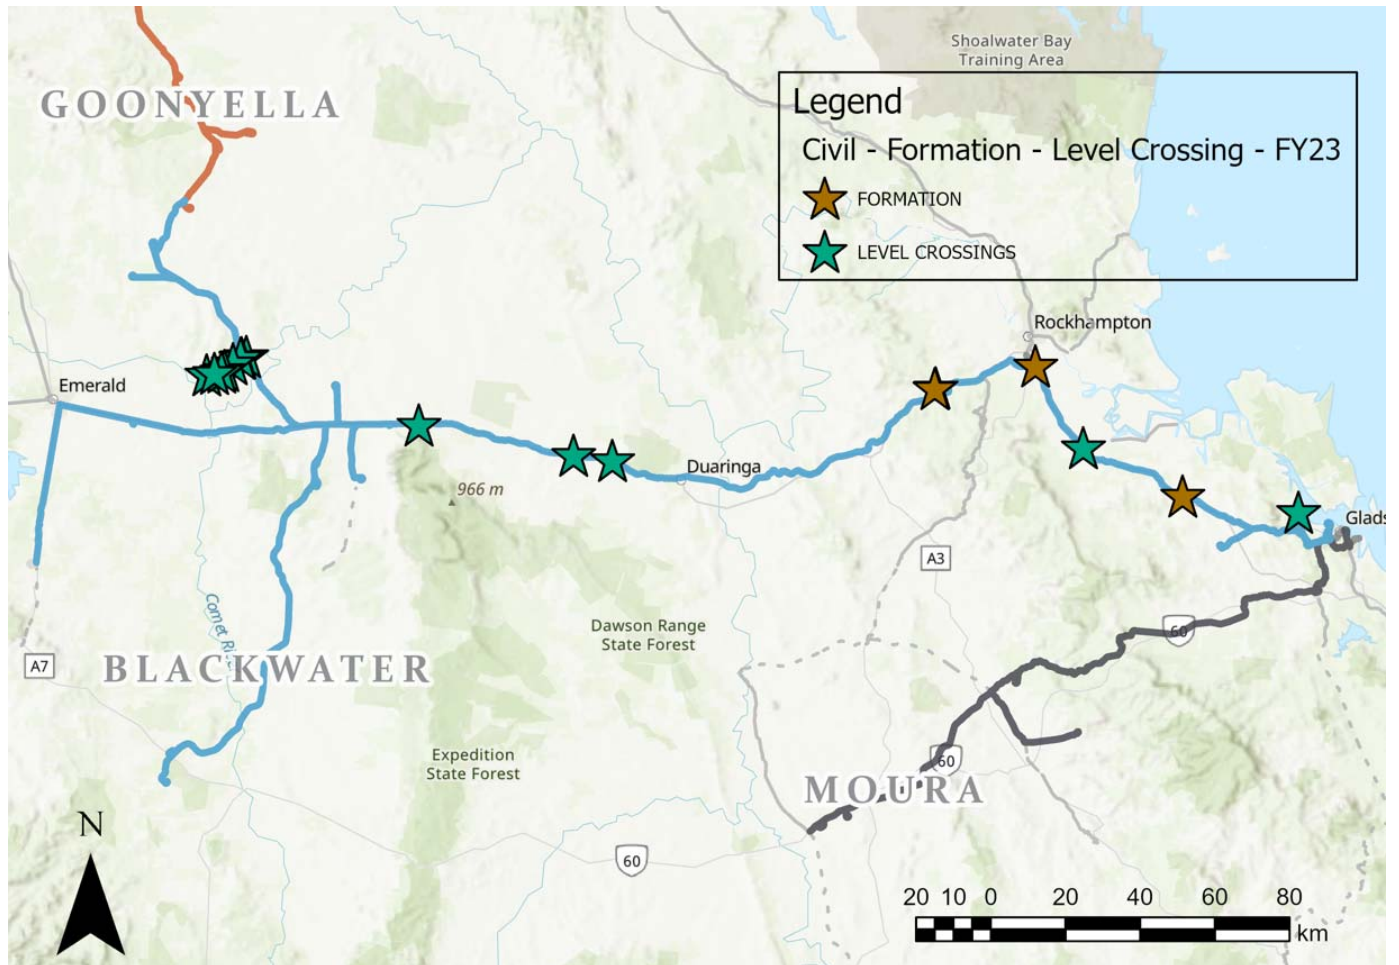 Shoalwater Bay
Training Area
GOONYELLA
Legend
Civil - Formation - Level Crossing - FY23
FORMATION
LEVEL CROSSINGS
Rockhampton
Emerald
Duaringa
966 m
Glads
A3
Comet
Dawson Range
State Forest
60
A7
BLACKWATER
Expedition
State Forest
60
MOURA
N
60
20 10 0 20 40 60 80
km